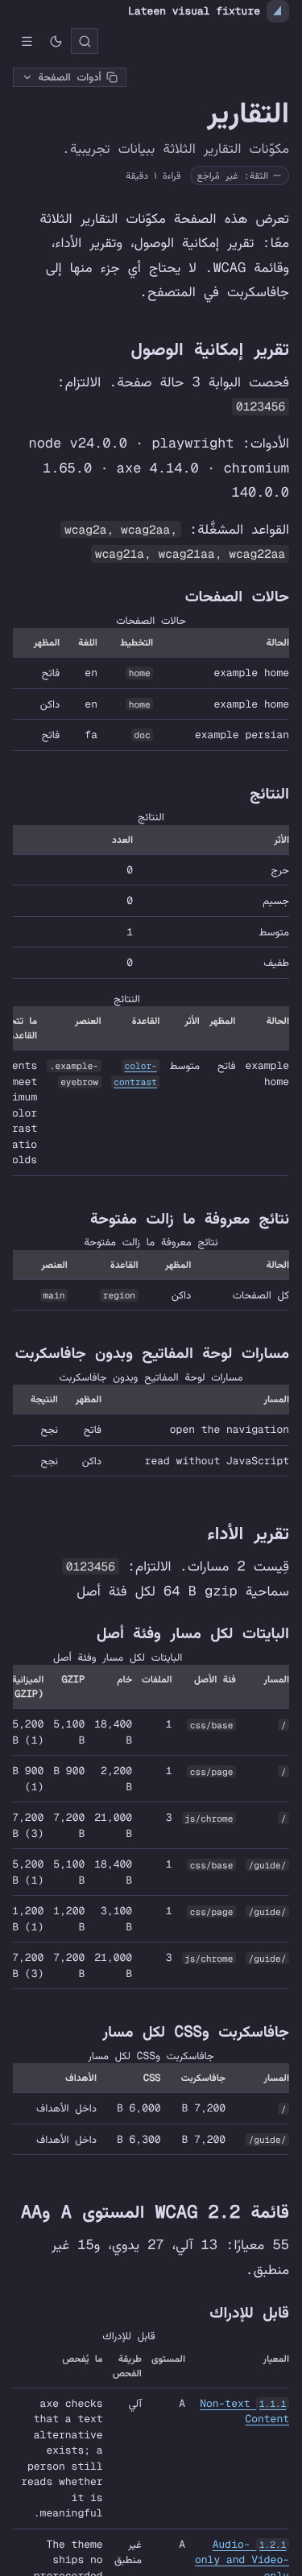 Lateen visual fixture
أدوات الصفحة
التقارير
مكوّنات التقارير الثلاثة ببيانات تجريبية.
الثقة: غير مُراجَع
قراءة ١ دقيقة
تعرض هذه الصفحة مكوّنات التقارير الثلاثة
معًا: تقرير إمكانية الوصول، وتقرير الأداء،
وقائمة WCAG. لا يحتاج أي جزء منها إلى
جافاسكربت في المتصفح.
تقرير إمكانية الوصول
فحصت البوابة 3 حالة صفحة. الالتزام:
0123456
الأدوات: node v24.0.0 · playwright
1.65.0 · axe 4.14.0 · chromium
140.0.0
القواعد المشغَّلة: wcag2a, wcag2aa,
wcag21a, wcag21aa, wcag22aa
حالات الصفحات
حالات الصفحات
الحالة التخطيط اللغة المظهر
example home home en فاتح
example home home en داكن
example persian doc fa فاتح
النتائج
النتائج
الأثر العدد
حرج 0
جسيم 0
متوسط 1
طفيف 0
النتائج
الحالة المظهر الأثر القاعدة العنصر
example home فاتح متوسط color-contrast .example-eyebrow
نتائج معروفة ما زالت مفتوحة
نتائج معروفة ما زالت مفتوحة
الحالة المظهر القاعدة العنصر
كل الصفحات داكن region main
مسارات لوحة المفاتيح وبدون جافاسكربت
مسارات لوحة المفاتيح وبدون جافاسكربت
المسار المظهر النتيجة
open the navigation فاتح نجح
read without JavaScript داكن نجح
تقرير الأداء
قِيست 2 مسارات. الالتزام: 0123456
سماحية 64 B gzip لكل فئة أصل
البايتات لكل مسار وفئة أصل
البايتات لكل مسار وفئة أصل
المسار فئة الأصل الملفات خام GZIP الميزانية
/ css/base 1 18,400 B 5,100 B 5,200 B (1)
/ css/page 1 2,200 B 900 B 900 B (1)
/ js/chrome 3 21,000 B 7,200 B 7,200 B (3)
/guide/ css/base 1 18,400 B 5,100 B 5,200 B (1)
/guide/ css/page 1 3,100 B 1,200 B 1,200 B (1)
/guide/ js/chrome 3 21,000 B 7,200 B 7,200 B (3)
جافاسكربت وCSS لكل مسار
جافاسكربت وCSS لكل مسار
المسار جافاسكربت CSS الأهداف
/ 7,200 B 6,000 B داخل الأهداف
/guide/ 7,200 B 6,300 B داخل الأهداف
قائمة WCAG 2.2 المستوى A وAA
55 معيارًا: 13 آلي، 27 يدوي، و15 غير
منطبق.
قابل للإدراك
قابل للإدراك
المعيار المستوى طريقة الفحص ما يُفحص
1.1.1 Non-text Content A آلي axe checks that a text alternative exists; a person still reads whether it is meaningful.
1.2.1 Audio-only and Video-only A غير منطبق The theme ships no prerecorded